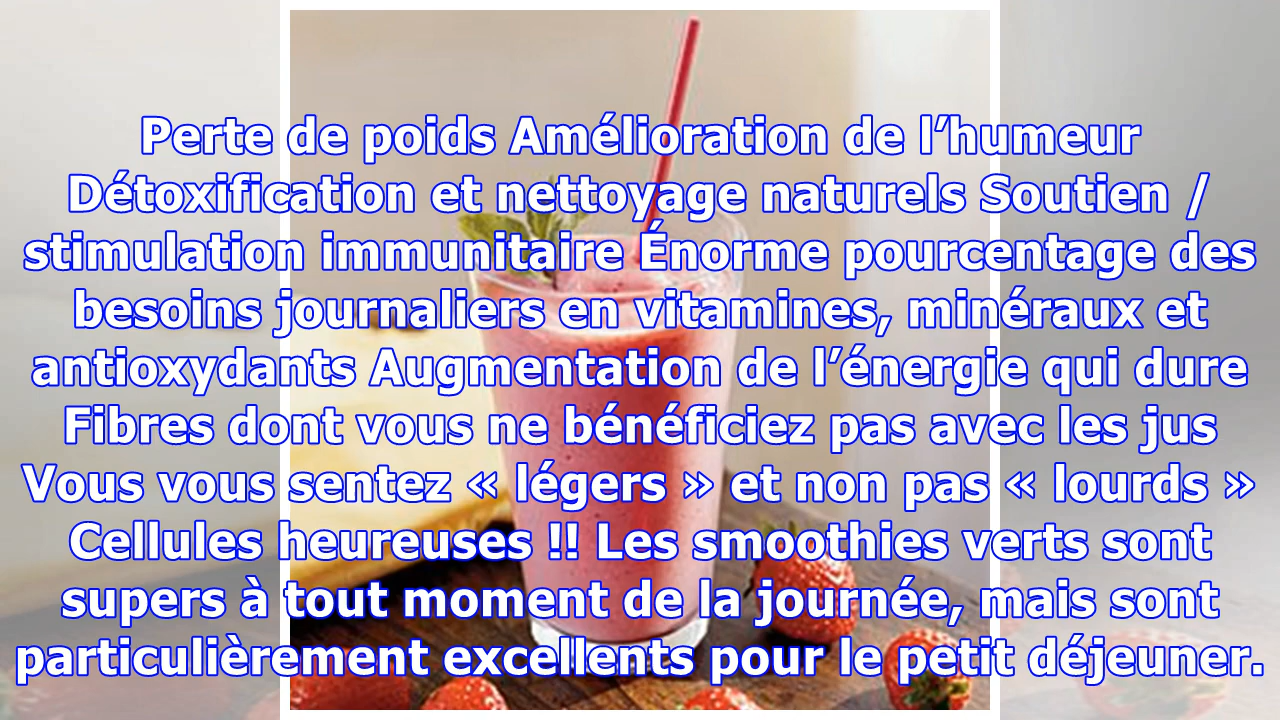 Perte de poids Amélioration de l’humeur
Détoxification et nettoyage naturels Soutien /
stimulation immunitaire Énorme pourcentage des
besoins journaliers en vitamines, minéraux et
antioxydants Augmentation de l’énergie qui dure
Fibres dont vous ne bénéficiez pas avec les jus
Vous vous sentez « légers » et non pas « lourds »
Cellules heureuses !! Les smoothies verts sont
supers à tout moment de la journée, mais sont
particulièrement excellents pour le petit déjeuner.